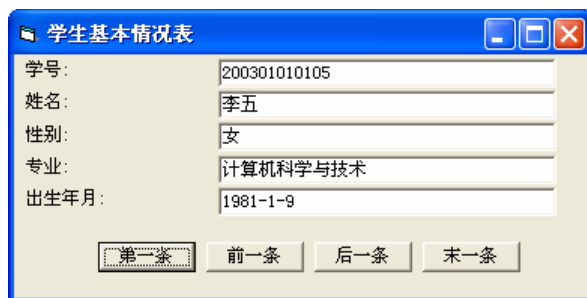 学生基本情况表
学号: 200301010105
姓名: 李五
性别: 女
专业: 计算机科学与技术
出生年月: 1981-1-9
第一条 前一条 后一条 末一条